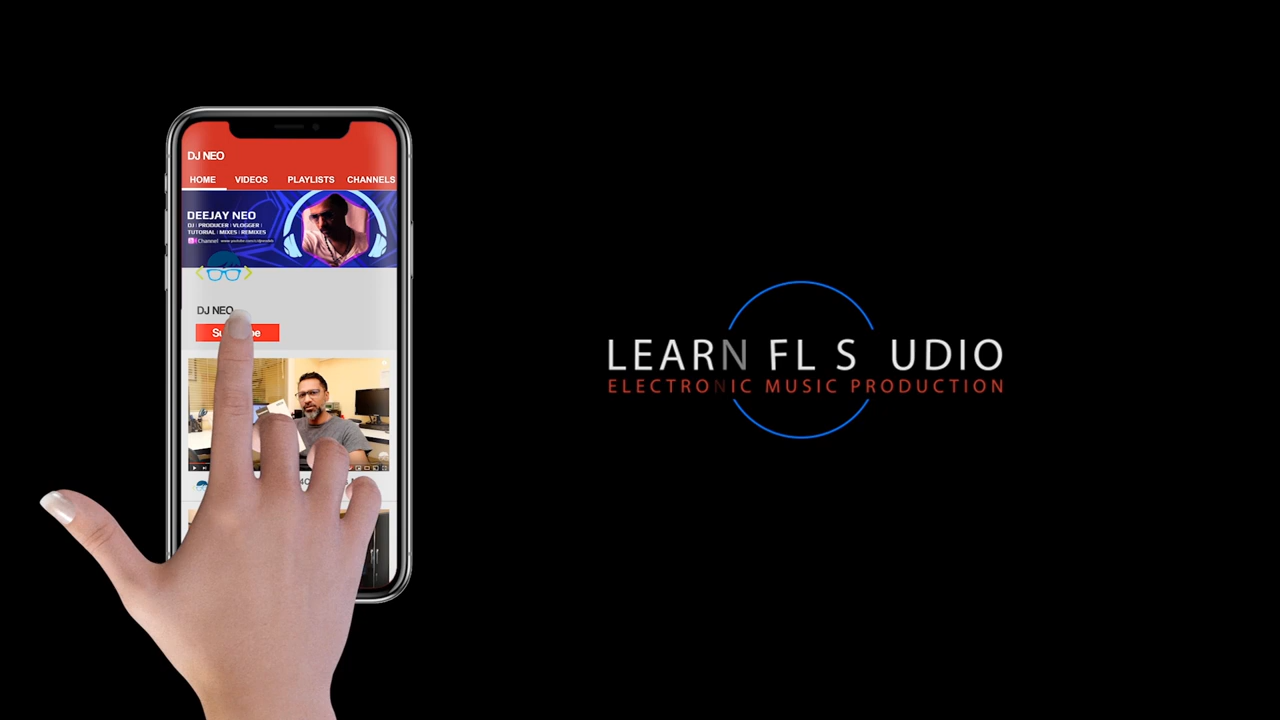 DJ NEO
HOME VIDEOS PLAYLISTS CHANNELS
DEEJAY NEO
DJ | PRODUCER | VLOGGER |
TUTORIAL | MIXES | REMIXES
Channel
DJ NEO
LEARN FL S UDIO
ELECTRONIC MUSIC PRODUCTION